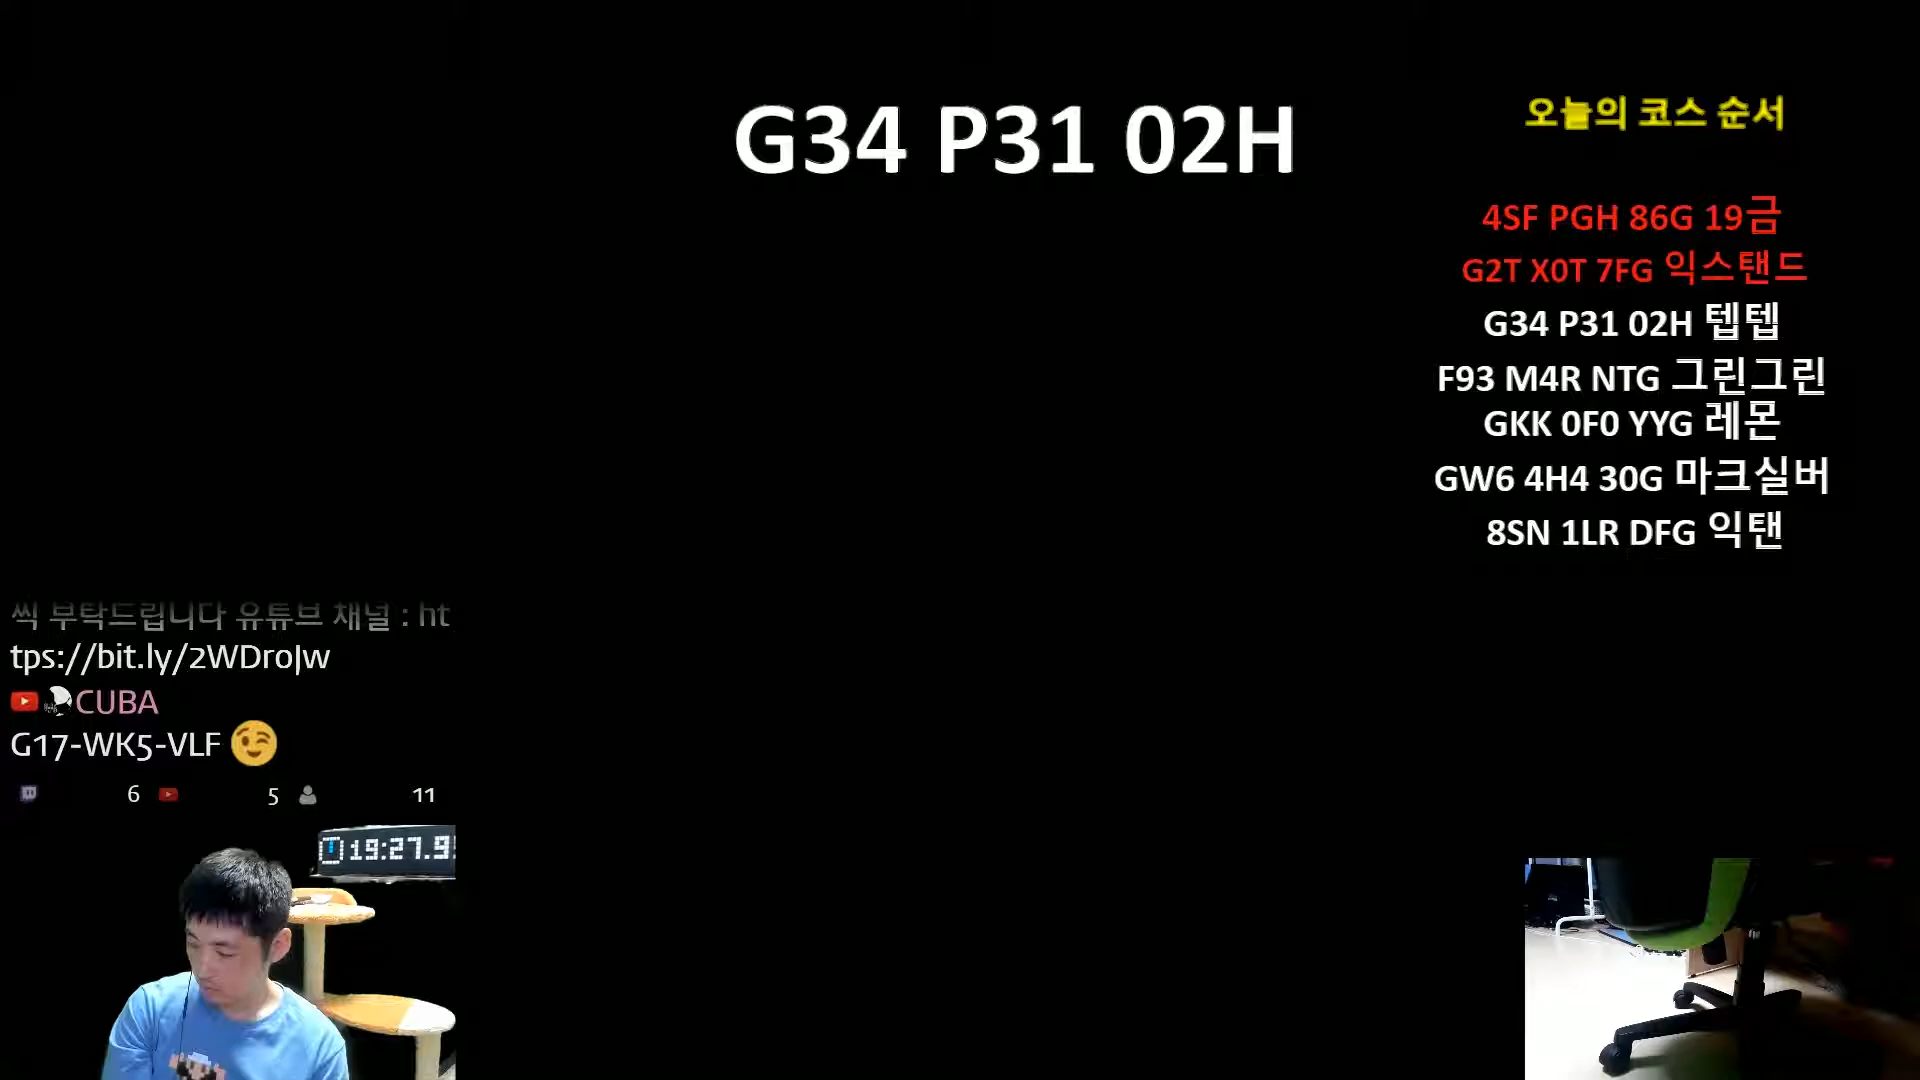 G34 P31 02H
오늘의 코스 순서
4SF PGH 86G 19금
G2T X0T 7FG 익스탠드
G34 P31 02H 텝텝
F93 M4R NTG 그린그린
GKK 0F0 YYG 레몬
GW6 4H4 30G 마크실버
8SN 1LR DFG 익탠
씩 부탁드립니다 유튜브 채널 : ht
tps://bit.ly/2WDroJw
CUBA
G17-WK5-VLF
6 5 11
19:27.9